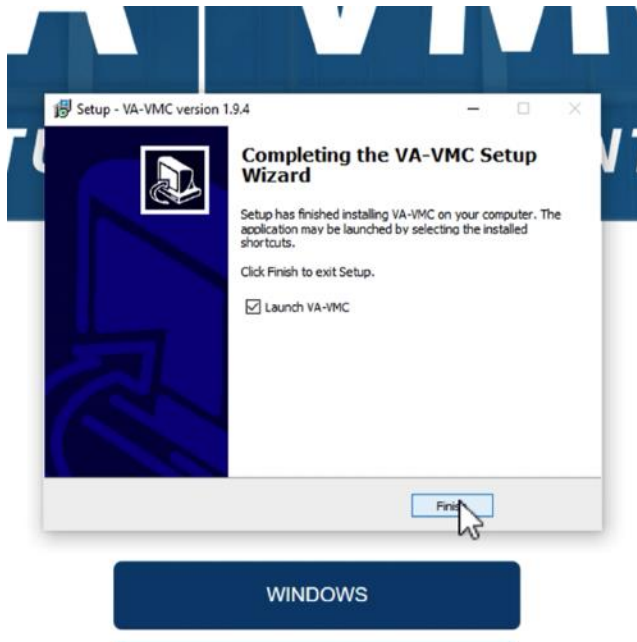 A VM
Setup - VA-VMC version 1.9.4
Completing the VA-VMC Setup
Wizard
Setup has finished installing VA-VMC on your computer. The
application may be launched by selecting the installed
shortcuts.
Click Finish to exit Setup.
Launch VA-VMC
WINDOWS